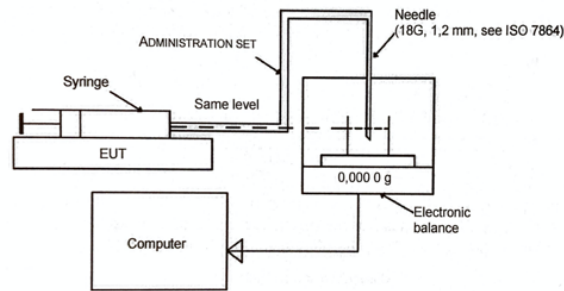 Needle
(18G, 1,2 mm, see ISO 7864)
ADMINISTRATION SET
Syringe
Same level
EUT
0,000 0 g
Electronic
balance
Computer